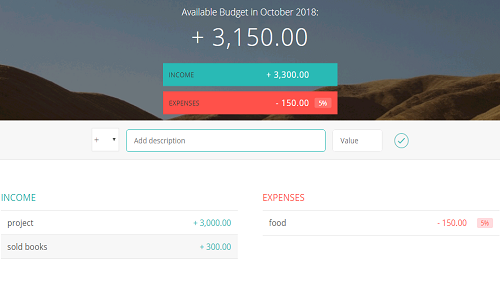 Available Budget in October 2018:
+ 3,150.00
INCOME + 3,300.00
EXPENSES - 150.00 5%
+ Add description Value
INCOME
project + 3,000.00
sold books + 300.00
EXPENSES
food - 150.00 5%